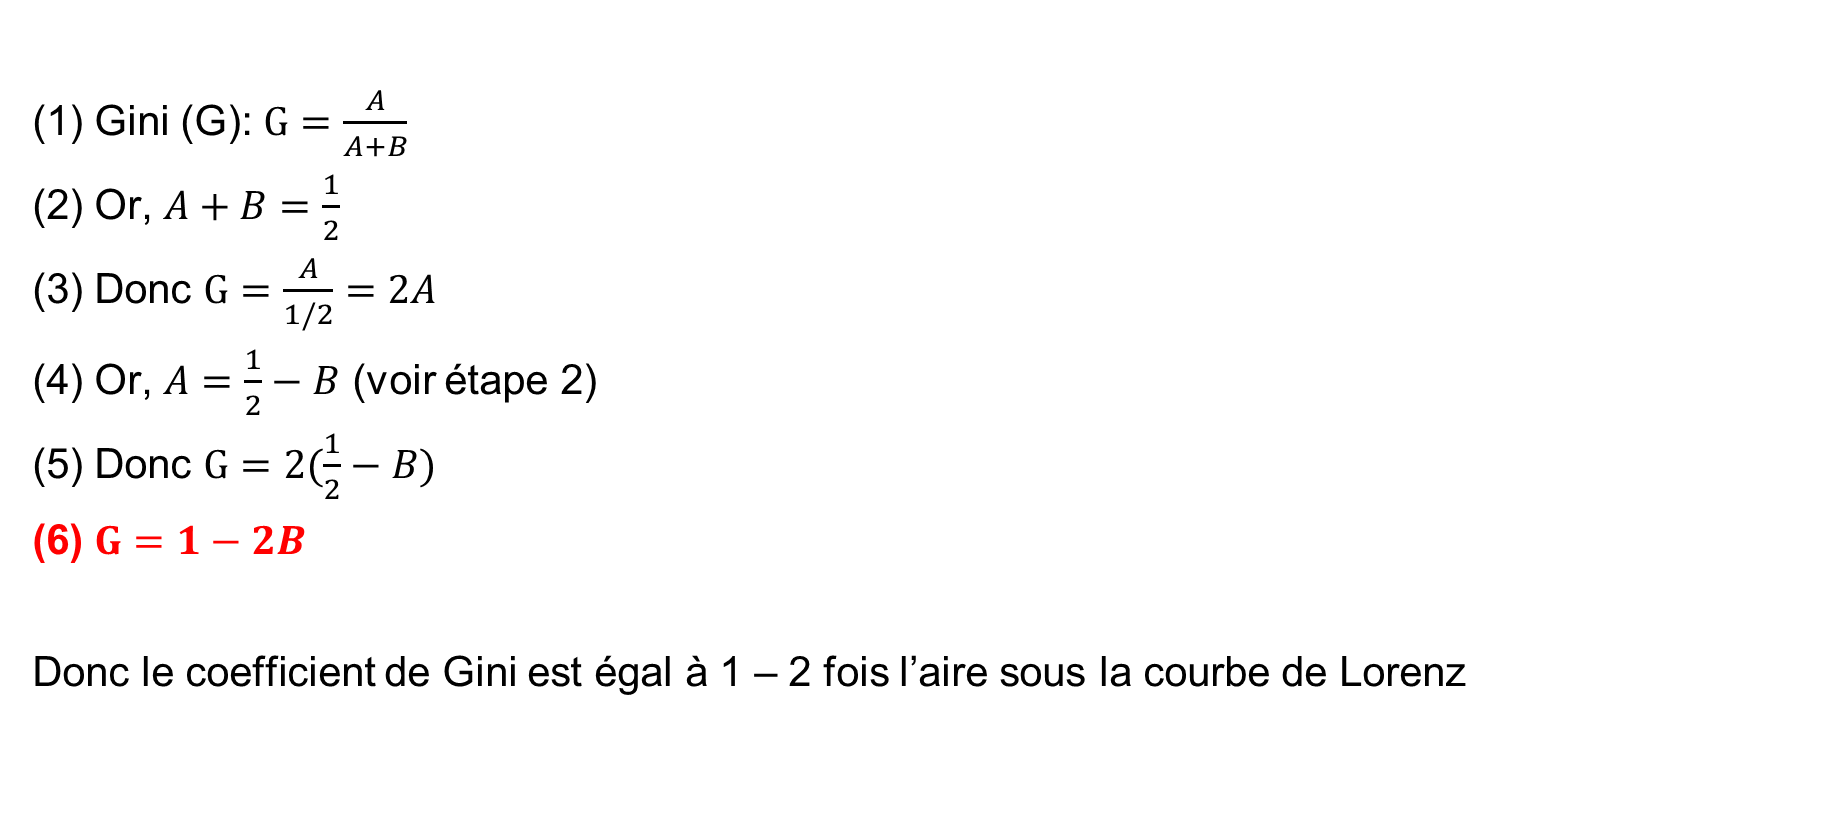 (1) Gini (G): G = A/(A+B)
(2) Or, A + B = 1/2
(3) Donc G = A/(1/2) = 2A
(4) Or, A = 1/2 − B (voir étape 2)
(5) Donc G = 2(1/2 − B)
(6) G = 1 − 2B
Donc le coefficient de Gini est égal à 1 – 2 fois l’aire sous la courbe de Lorenz